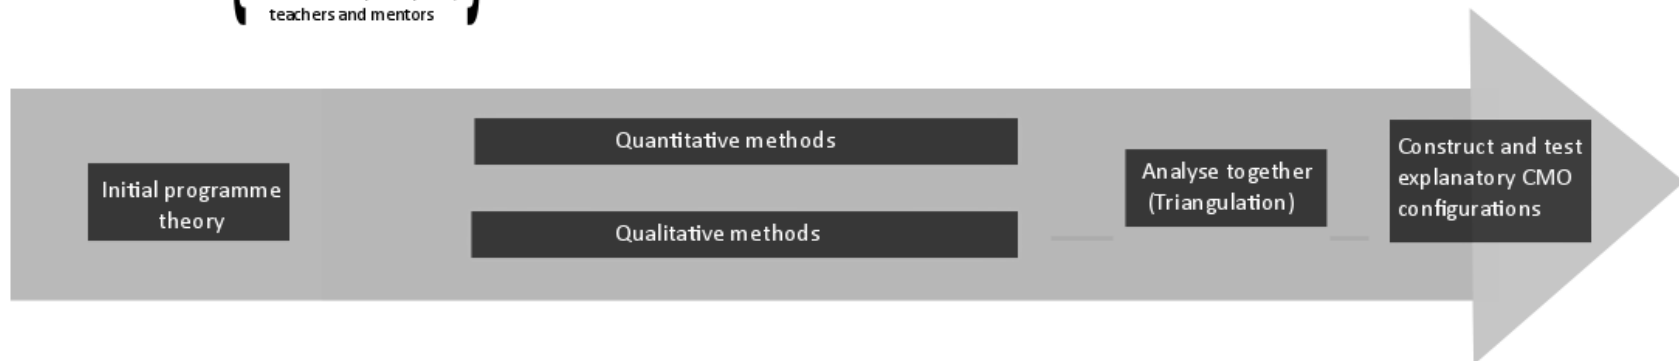 teachers and mentors
Initial programme
theory
Quantitative methods
Qualitative methods
Analyse together
(Triangulation)
Construct and test
explanatory CMO
configurations